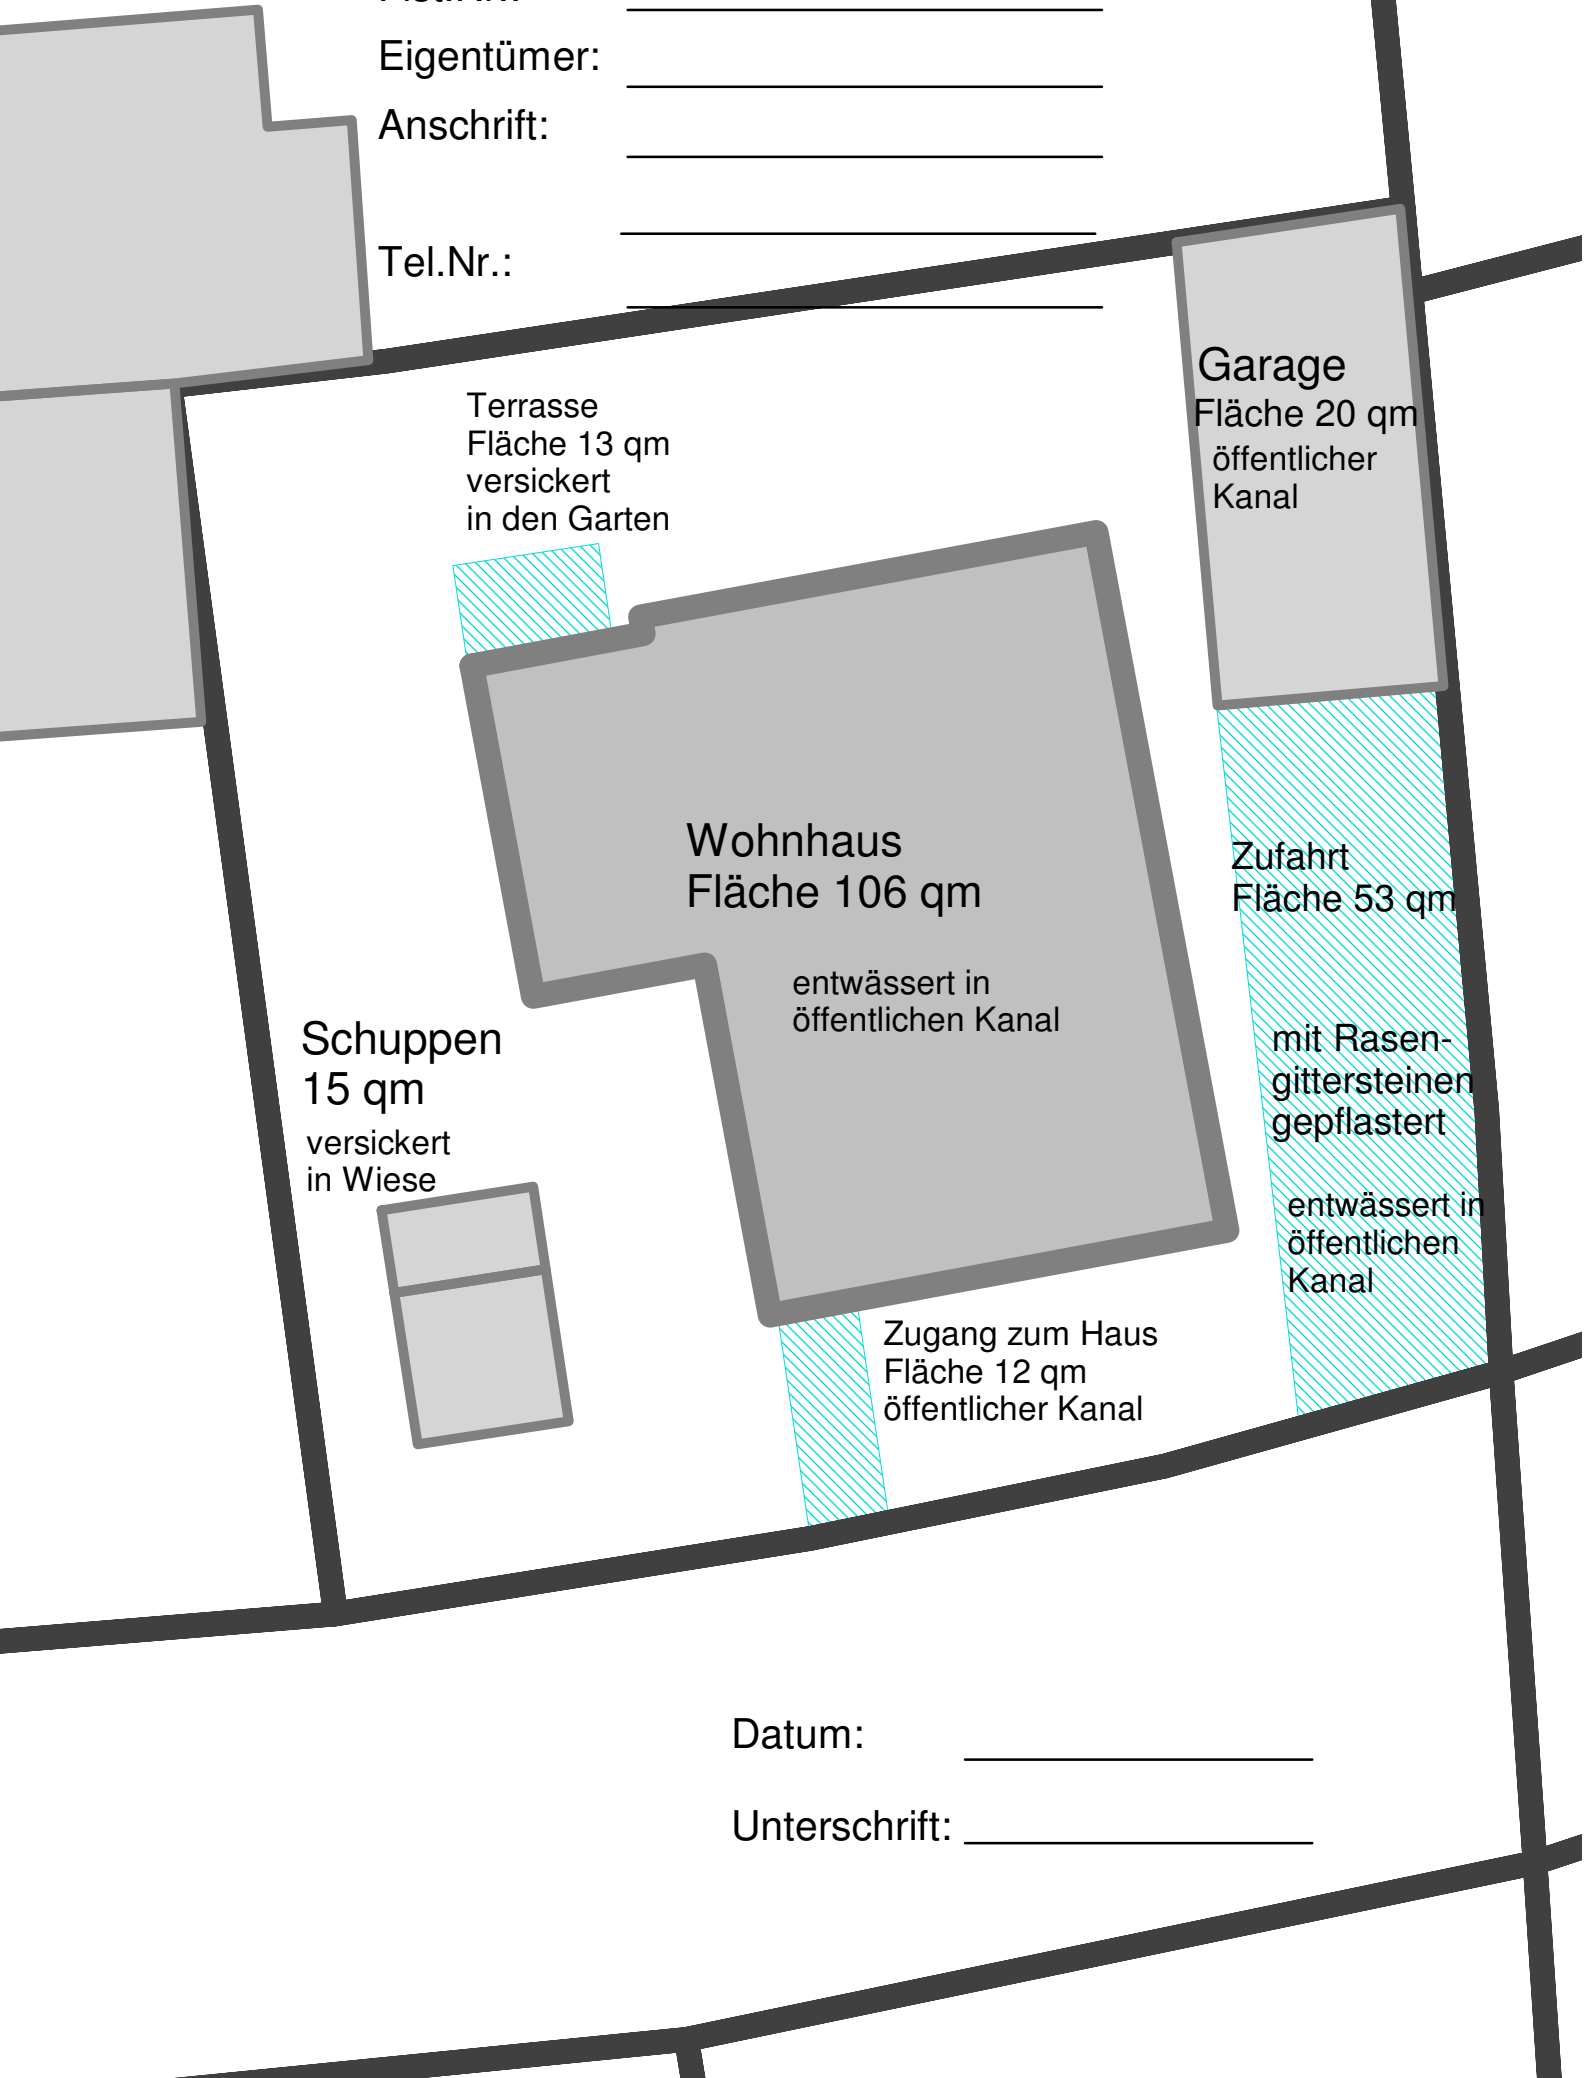 Eigentümer:
Anschrift:
Tel.Nr.:
Terrasse
Fläche 13 qm
versickert
in den Garten
Garage
Fläche 20 qm
öffentlicher
Kanal
Wohnhaus
Fläche 106 qm
entwässert in
öffentlichen Kanal
Zufahrt
Fläche 53 qm
mit Rasen-
gittersteinen
gepflastert
entwässert in
öffentlichen
Kanal
Schuppen
15 qm
versickert
in Wiese
Zugang zum Haus
Fläche 12 qm
öffentlicher Kanal
Datum:
Unterschrift: